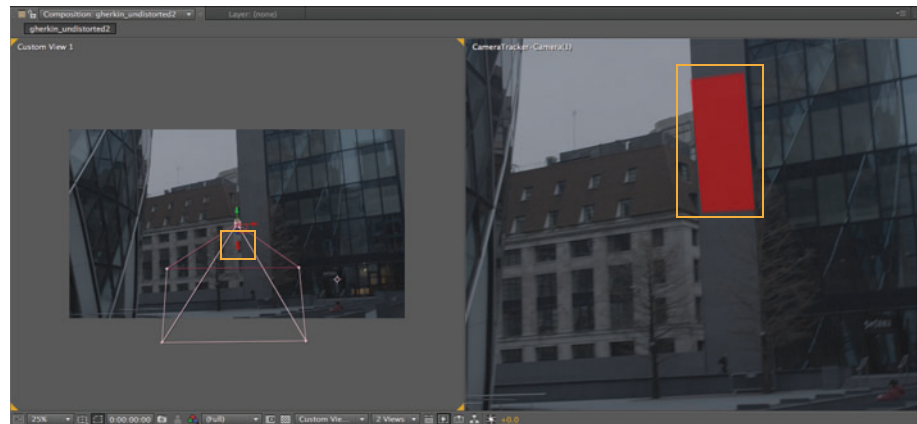 Composition: gherkin_undistorted2
Layer: (none)
gherkin_undistorted2
Custom View 1
CameraTracker-Camera(1)
25%
0:00:00:00
(Full)
Custom Vie...
2 Views
+0.0